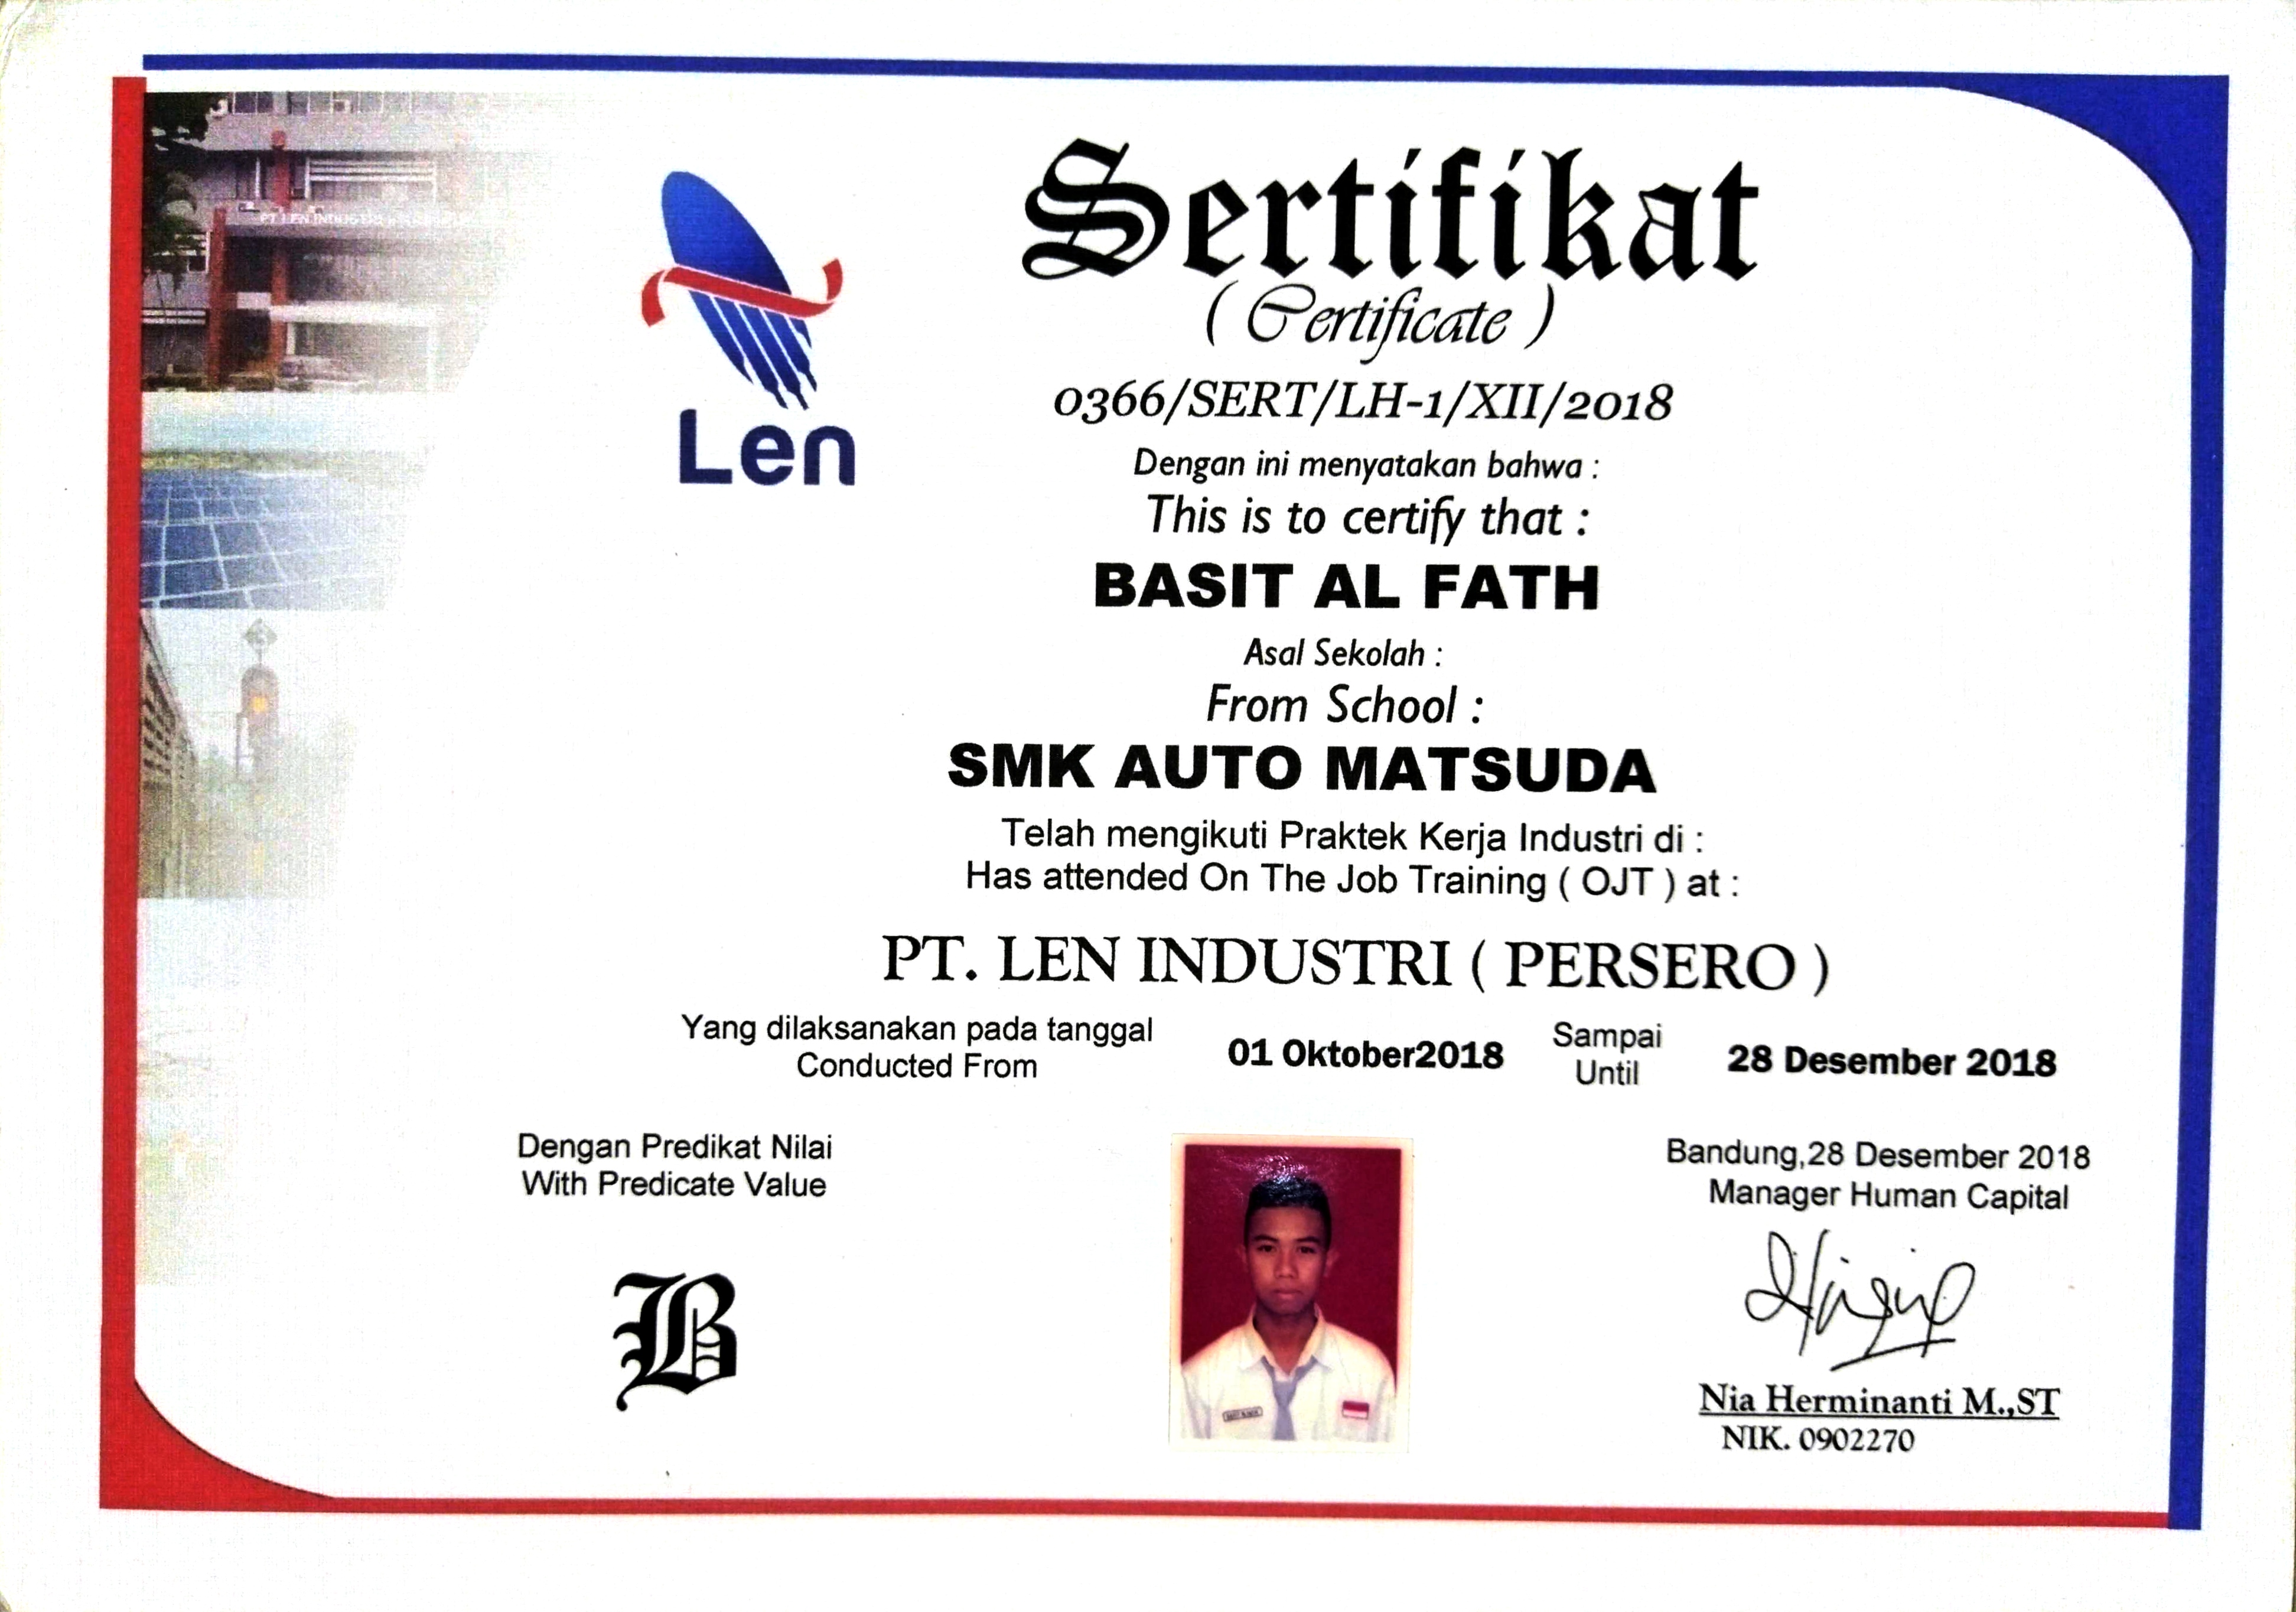 Sertifikat
( Certificate )
Len
0366/SERT/LH-1/XII/2018
Dengan ini menyatakan bahwa :
This is to certify that :
BASIT AL FATH
Asal Sekolah :
From School :
SMK AUTO MATSUDA
Telah mengikuti Praktek Kerja Industri di :
Has attended On The Job Training ( OJT ) at :
PT. LEN INDUSTRI ( PERSERO )
Yang dilaksanakan pada tanggal
Conducted From
01 Oktober2018
Sampai
Until
28 Desember 2018
Dengan Predikat Nilai
With Predicate Value
B
Bandung,28 Desember 2018
Manager Human Capital
Nia Herminanti M.,ST
NIK. 0902270
PT LEN INDUSTRI